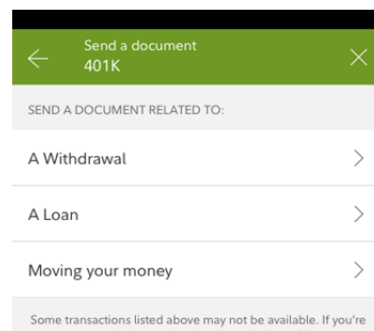 Send a document
401K
SEND A DOCUMENT RELATED TO:
A Withdrawal
A Loan
Moving your money
Some transactions listed above may not be available. If you're